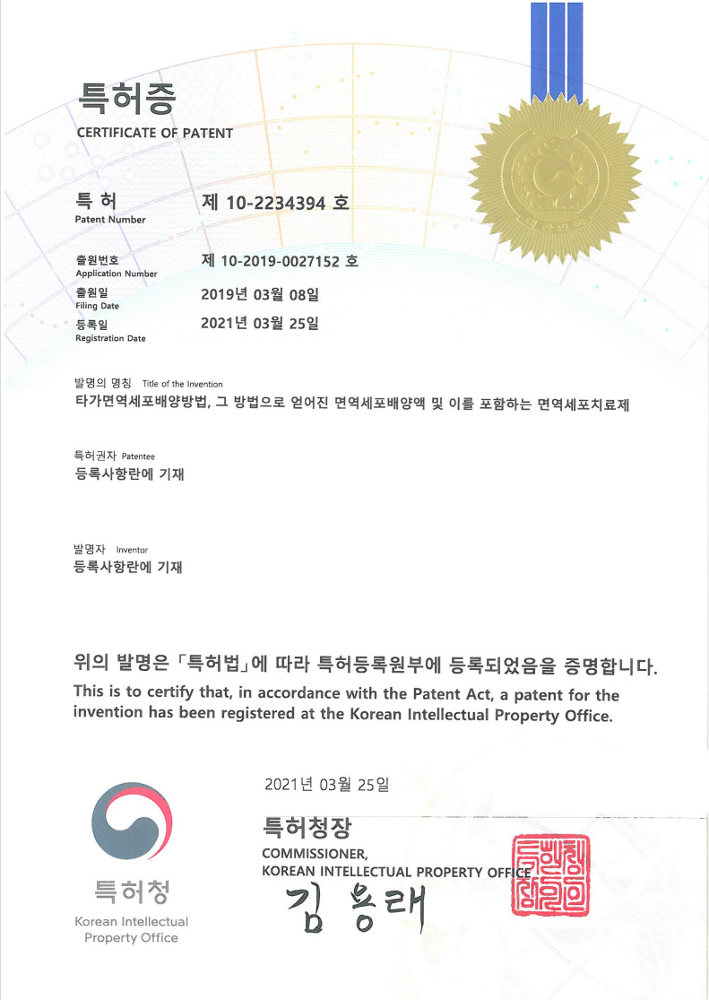 특허증
CERTIFICATE OF PATENT
특 허
Patent Number
제 10-2234394 호
출원번호
Application Number
제 10-2019-0027152 호
출원일
Filing Date
2019년 03월 08일
등록일
Registration Date
2021년 03월 25일
발명의 명칭 Title of the Invention
타가면역세포배양방법, 그 방법으로 얻어진 면역세포배양액 및 이를 포함하는 면역세포치료제
특허권자 Patentee
등록사항란에 기재
발명자 Inventor
등록사항란에 기재
위의 발명은 「특허법」에 따라 특허등록원부에 등록되었음을 증명합니다.
This is to certify that, in accordance with the Patent Act, a patent for the
invention has been registered at the Korean Intellectual Property Office.
2021년 03월 25일
특허청장
COMMISSIONER,
KOREAN INTELLECTUAL PROPERTY OFFICE
김용래
특허청
Korean Intellectual
Property Office